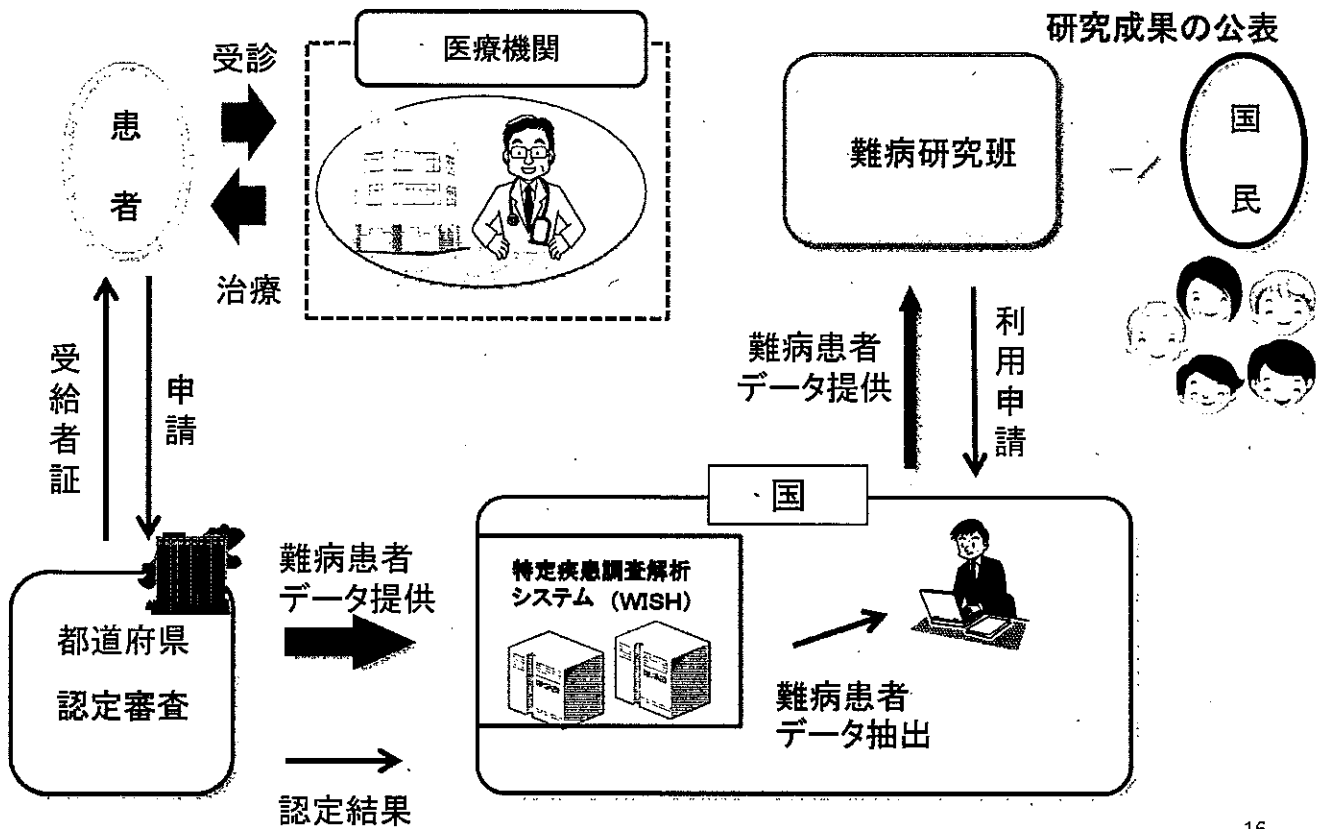 研究成果の公表
医療機関
受診
患者
治療
難病研究班
国民
受給者証
申請
難病患者
データ提供
利用申請
国
特定疾患調査解析
システム (WISH)
難病患者
データ提供
都道府県
認定審査
難病患者
データ抽出
認定結果
16